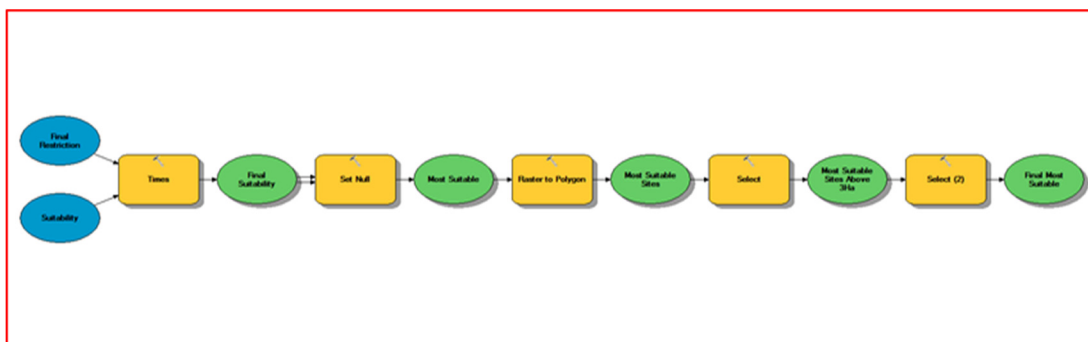 Final
Restriction
Suitability
Times
Final
Suitability
Set Null
Most Suitable
Raster to Polygon
Most Suitable
Sites
Select
Most Suitable
Sites Above
3Ha
Select (2)
Final Most
Suitable